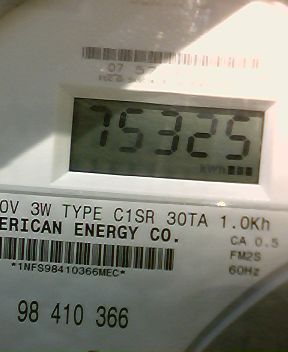 75325
kWh
0V 3W TYPE C1SR 30TA 1.0Kh
ERICAN ENERGY CO.
CA 0.5
*1NFS98410366MEC*
FM2S
60Hz
98 410 366